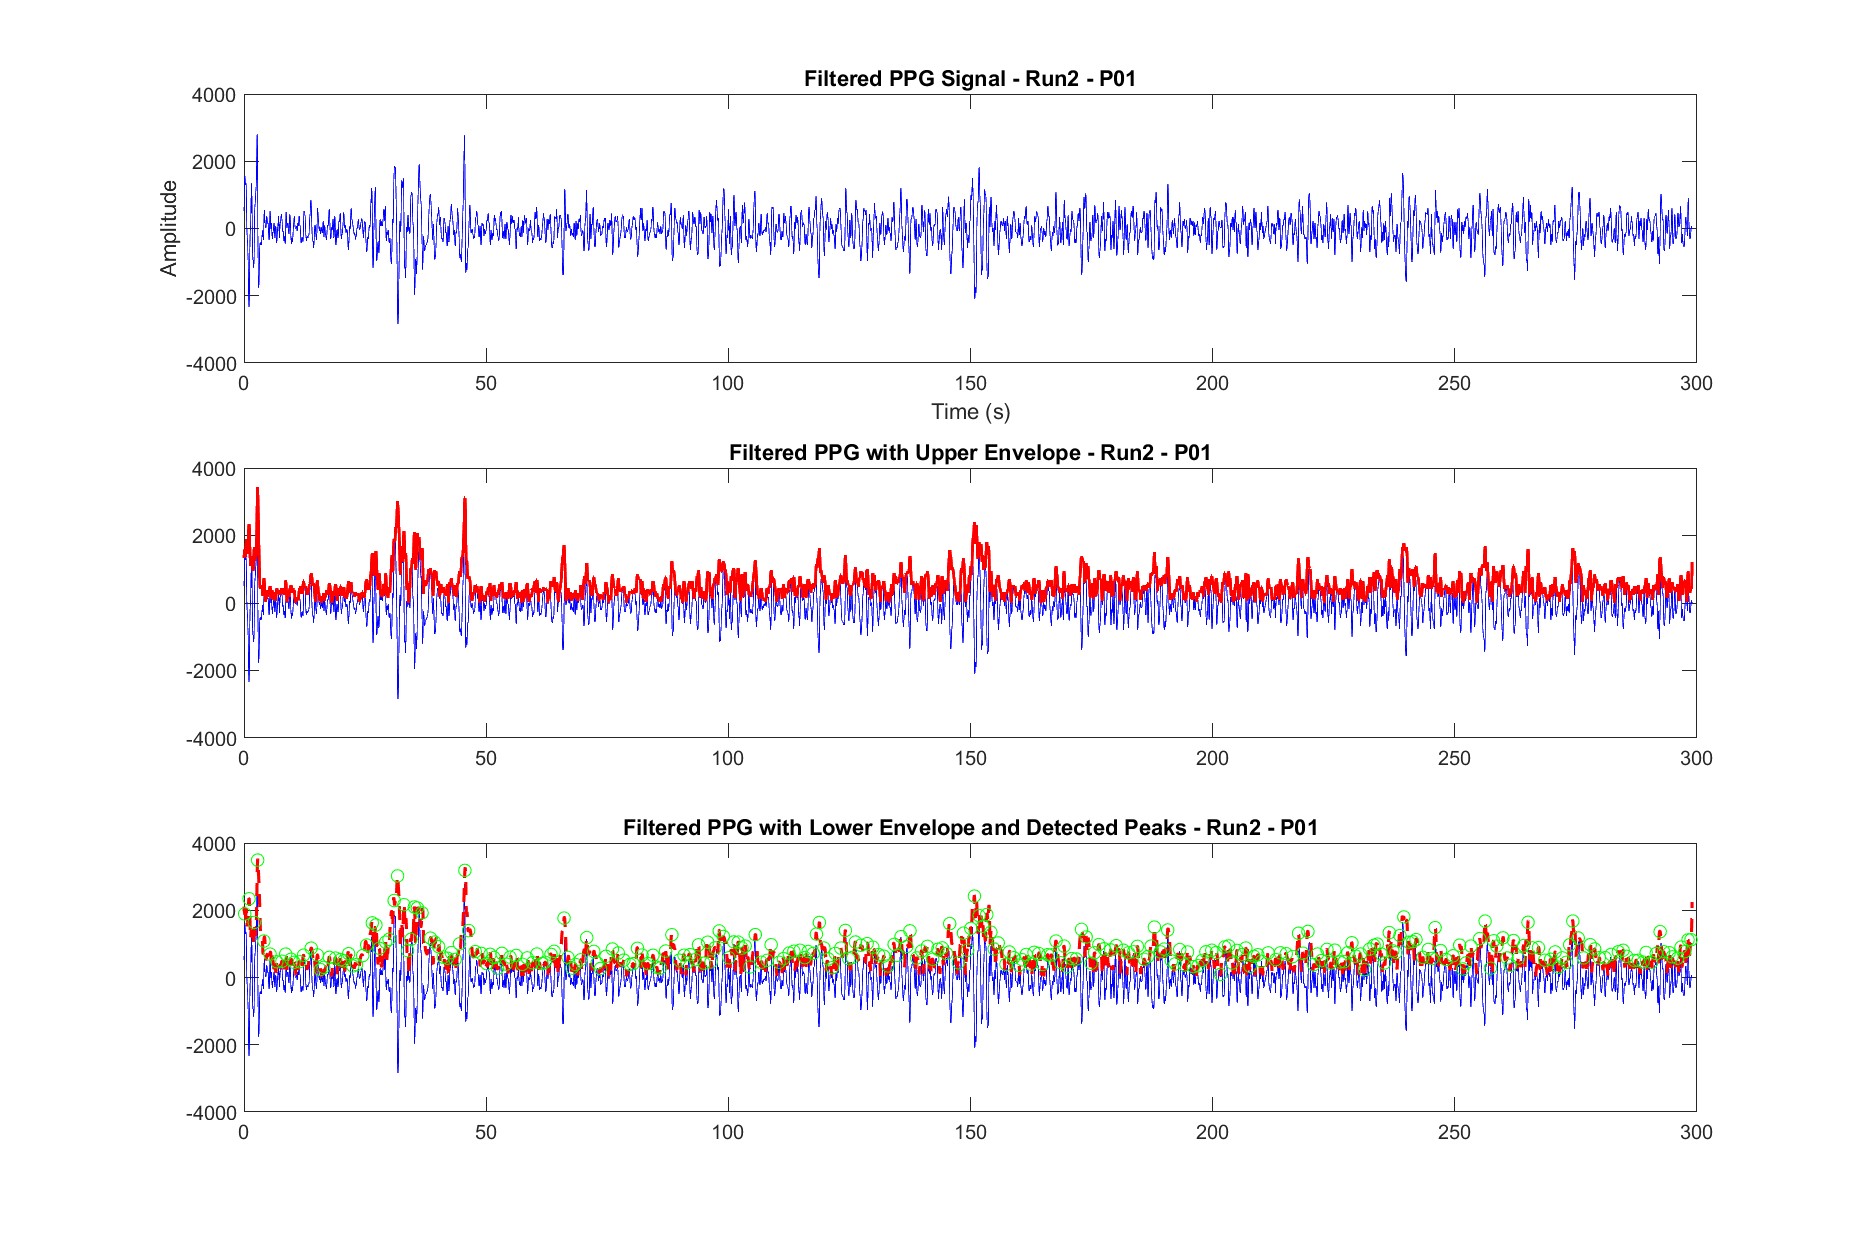 Filtered PPG Signal - Run2 - P01
4000
2000
0
-2000
-4000
Amplitude
0 50 100 150 200 250 300
Time (s)
Filtered PPG with Upper Envelope - Run2 - P01
4000
2000
0
-2000
-4000
0 50 100 150 200 250 300
Filtered PPG with Lower Envelope and Detected Peaks - Run2 - P01
4000
2000
0
-2000
-4000
0 50 100 150 200 250 300